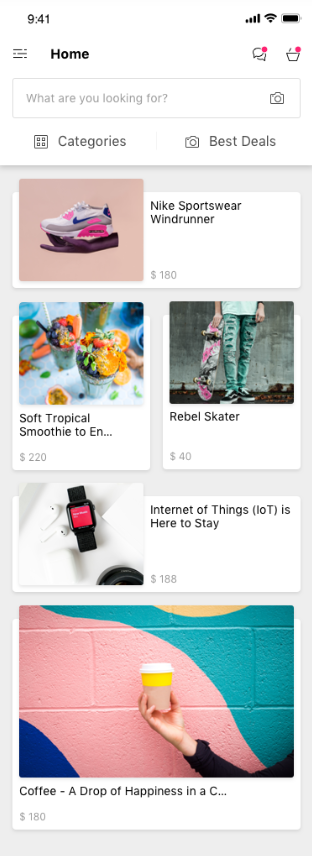 9:41
Home
What are you looking for?
Categories
Best Deals
Nike Sportswear
Windrunner
$ 180
Soft Tropical
Smoothie to En...
$ 220
Rebel Skater
$ 40
Internet of Things (IoT) is
Here to Stay
$ 188
Coffee - A Drop of Happiness in a C...
$ 180